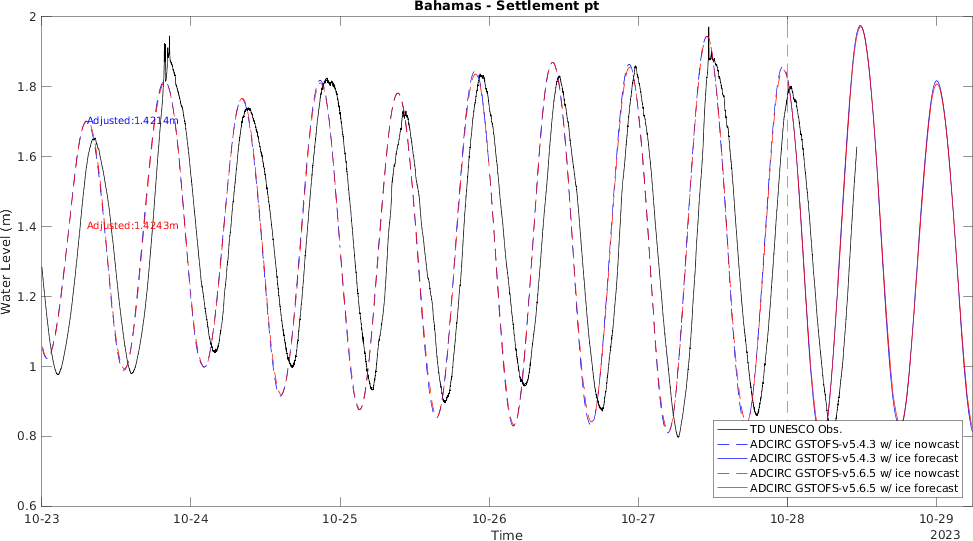 Bahamas - Settlement pt
2
1.8
1.6
1.4
1.2
1
0.8
0.6
Water Level (m)
Adjusted:1.4214m
Adjusted:1.4243m
TD UNESCO Obs.
ADCIRC GSTOFS-v5.4.3 w/ ice nowcast
ADCIRC GSTOFS-v5.4.3 w/ ice forecast
ADCIRC GSTOFS-v5.6.5 w/ ice nowcast
ADCIRC GSTOFS-v5.6.5 w/ ice forecast
10-23 10-24 10-25 10-26 10-27 10-28 10-29
Time
2023